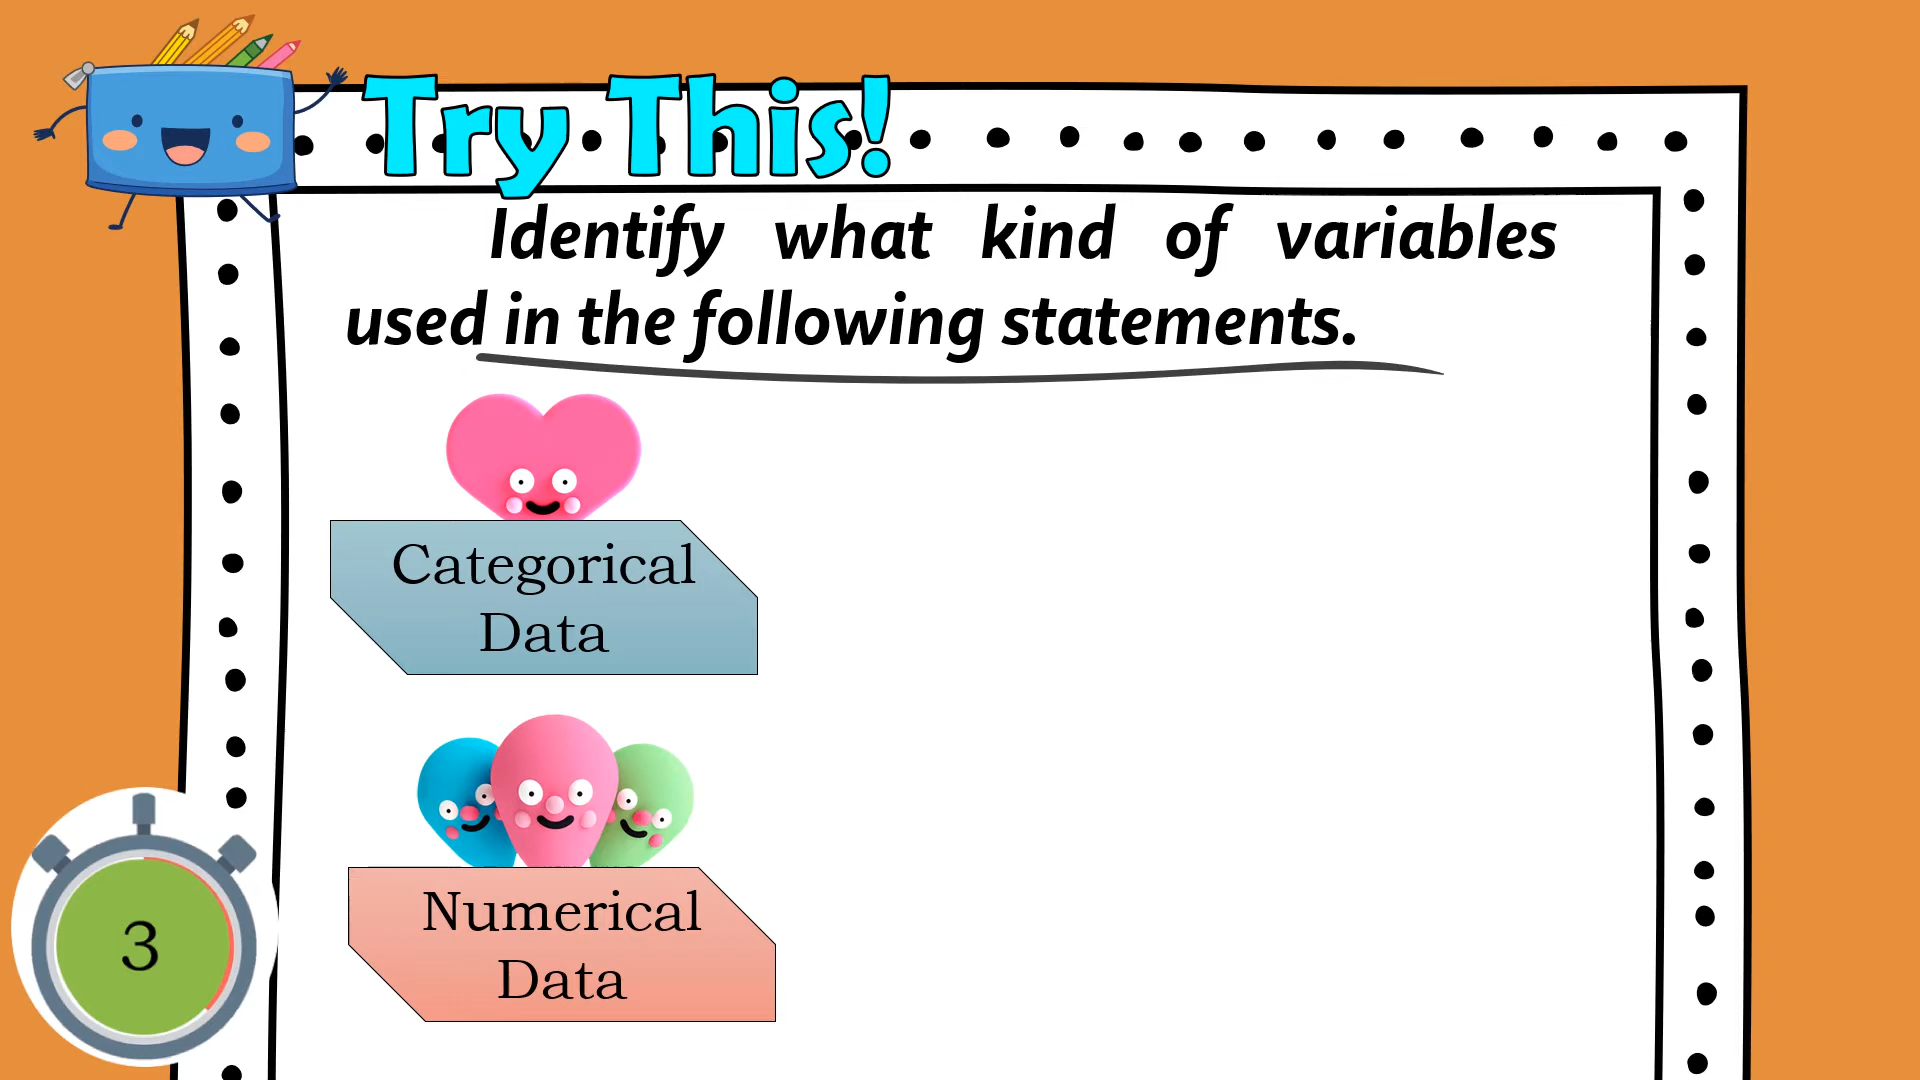 Try This!
Identify what kind of variables
used in the following statements.
Categorical
Data
Numerical
Data
3